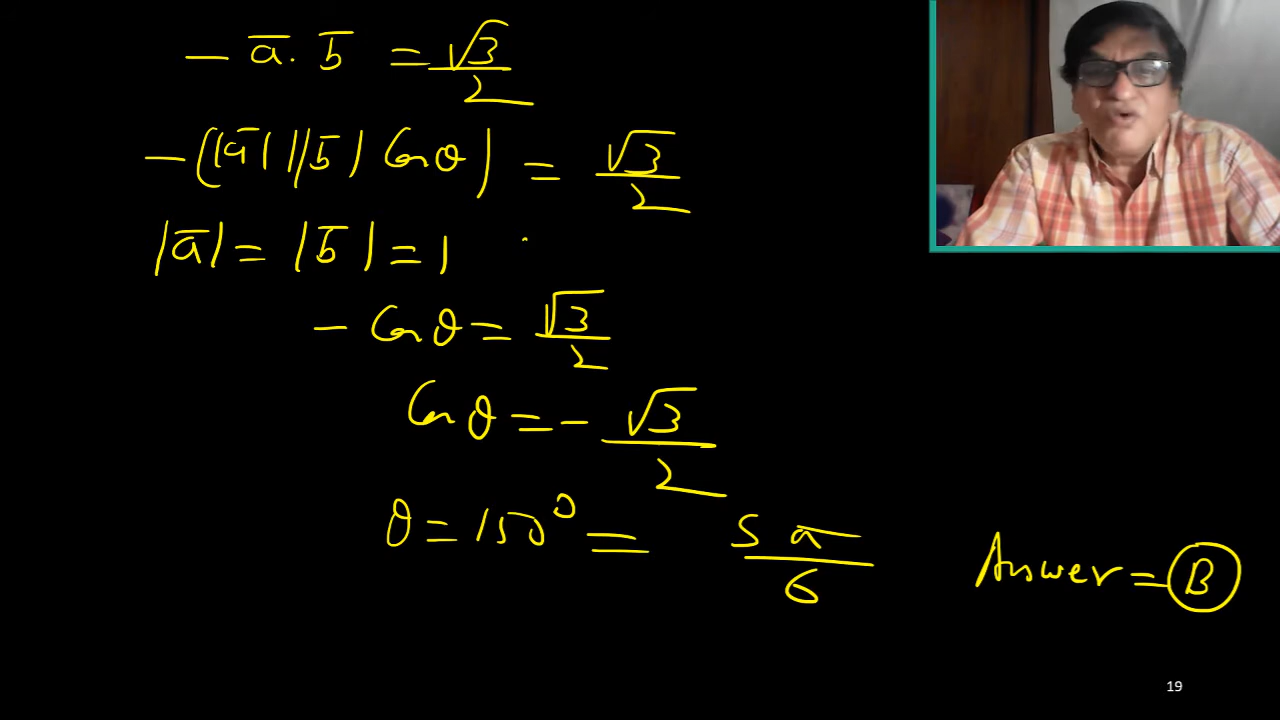 − a̅ . b̅ = √3/2
− (|a̅| |b̅| Cos θ) = √3/2
|a̅| = |b̅| = 1
− Cos θ = √3/2
Cos θ = − √3/2
θ = 150° = 5π/6
Answer = B
19